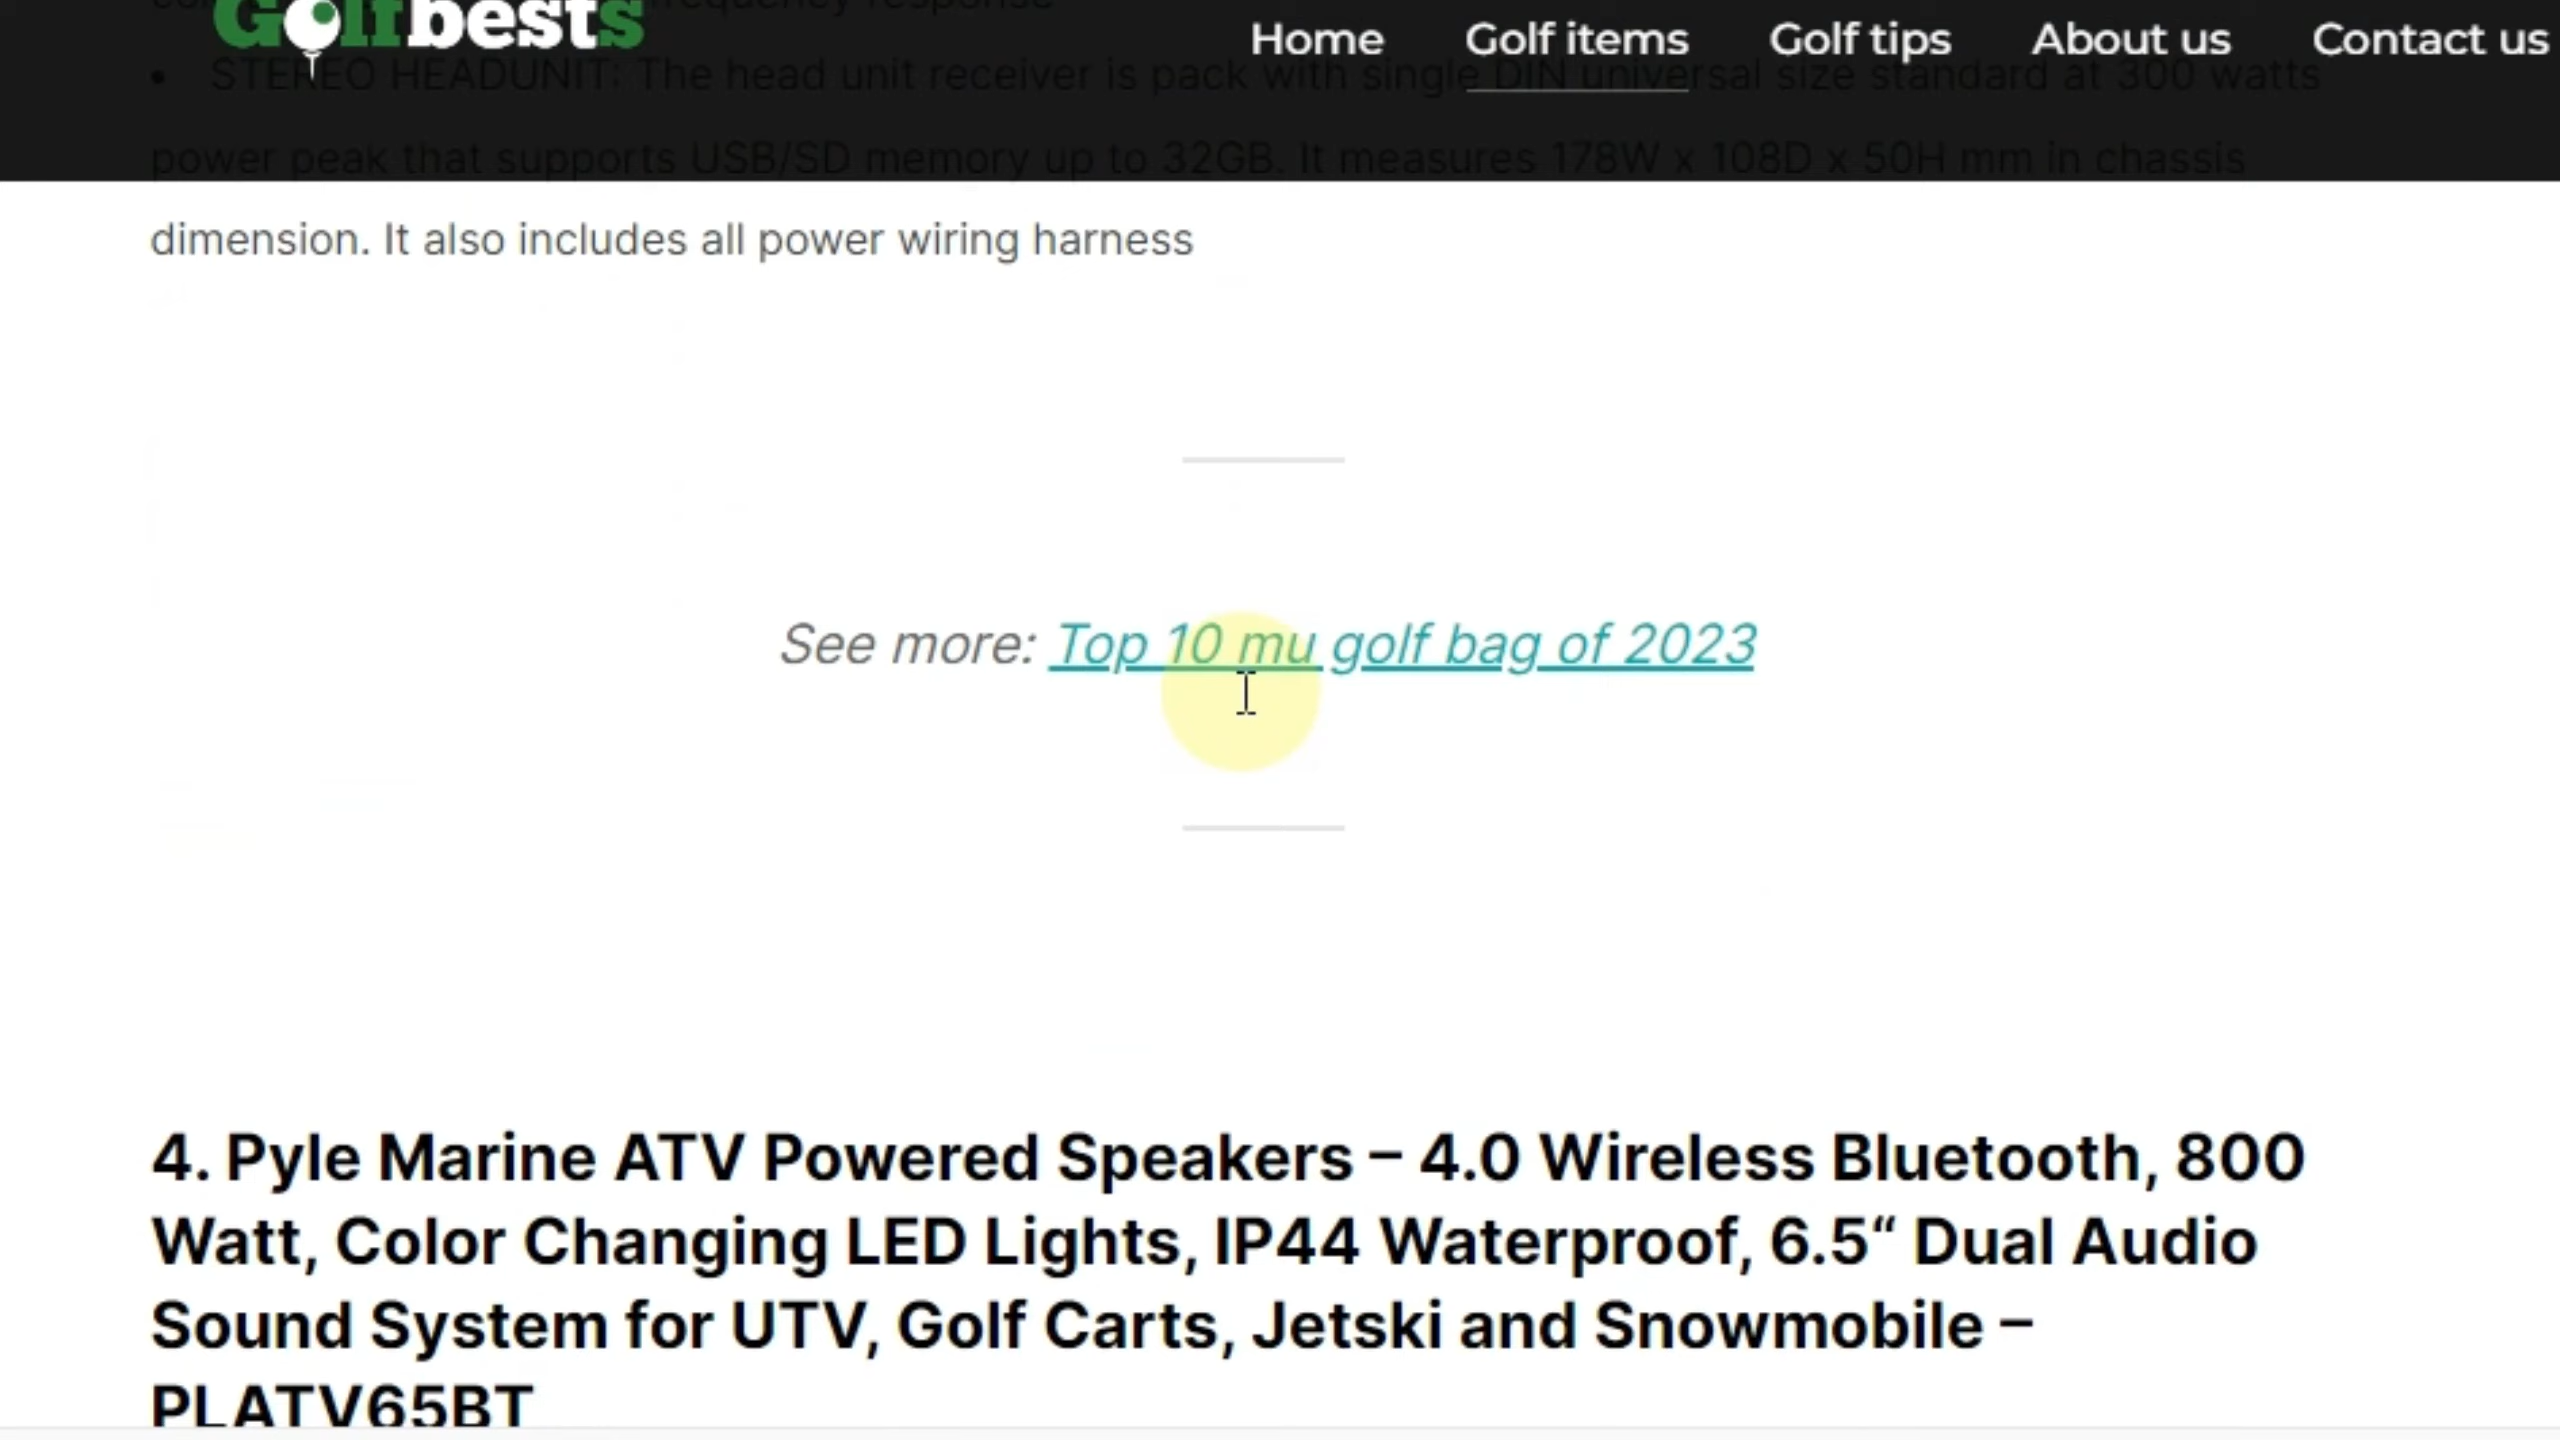 frequency response
Golfbests
Home Golf items Golf tips About us Contact us
• STEREO HEADUNIT: The head unit receiver is pack with single DIN universal size standard at 300 watts
power peak that supports USB/SD memory up to 32GB. It measures 178W x 108D x 50H mm in chassis
dimension. It also includes all power wiring harness
See more: Top 10 mu golf bag of 2023
4. Pyle Marine ATV Powered Speakers – 4.0 Wireless Bluetooth, 800
Watt, Color Changing LED Lights, IP44 Waterproof, 6.5“ Dual Audio
Sound System for UTV, Golf Carts, Jetski and Snowmobile –
PLATV65BT